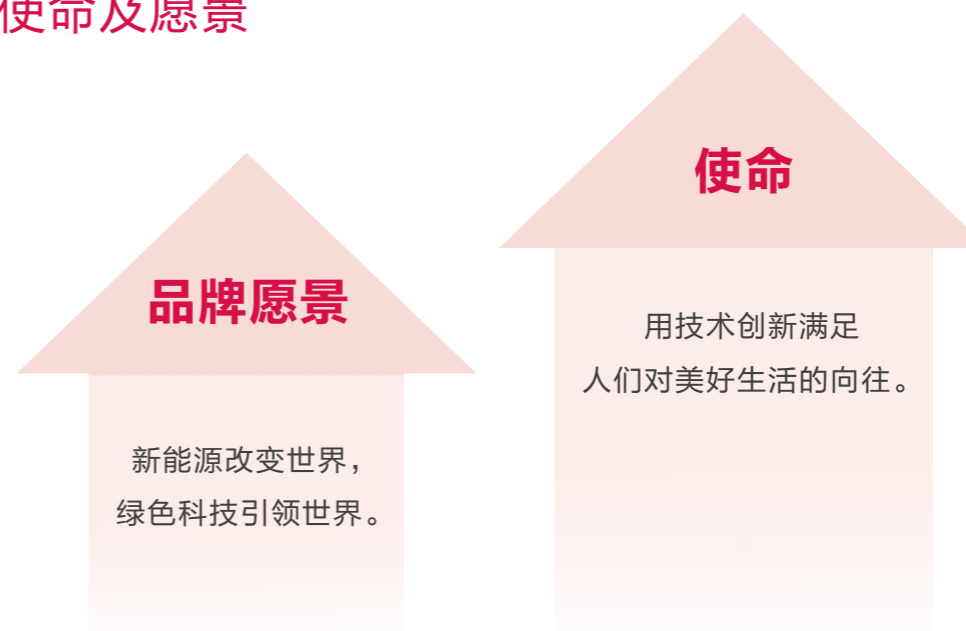 使命及愿景
使命
用技术创新满足
人们对美好生活的向往。
品牌愿景
新能源改变世界，
绿色科技引领世界。